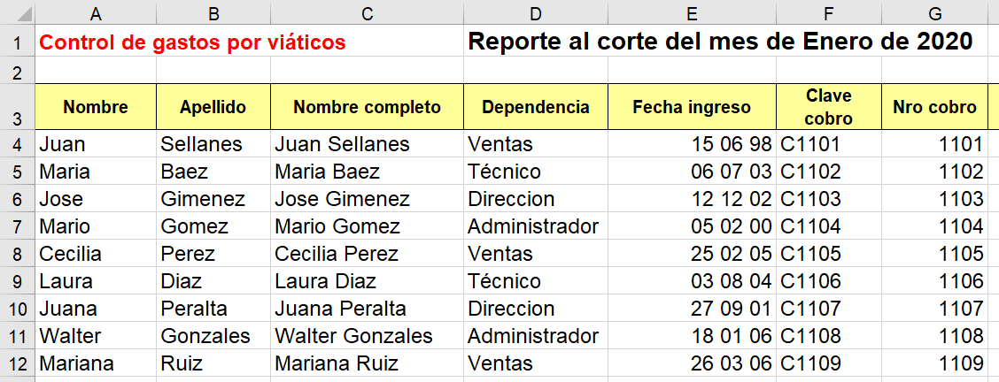 A B C D E F G
1 Control de gastos por viáticos Reporte al corte del mes de Enero de 2020
2
3 Nombre Apellido Nombre completo Dependencia Fecha ingreso Clave cobro Nro cobro
4 Juan Sellanes Juan Sellanes Ventas 15 06 98 C1101 1101
5 Maria Baez Maria Baez Técnico 06 07 03 C1102 1102
6 Jose Gimenez Jose Gimenez Direccion 12 12 02 C1103 1103
7 Mario Gomez Mario Gomez Administrador 05 02 00 C1104 1104
8 Cecilia Perez Cecilia Perez Ventas 25 02 05 C1105 1105
9 Laura Diaz Laura Diaz Técnico 03 08 04 C1106 1106
10 Juana Peralta Juana Peralta Direccion 27 09 01 C1107 1107
11 Walter Gonzales Walter Gonzales Administrador 18 01 06 C1108 1108
12 Mariana Ruiz Mariana Ruiz Ventas 26 03 06 C1109 1109